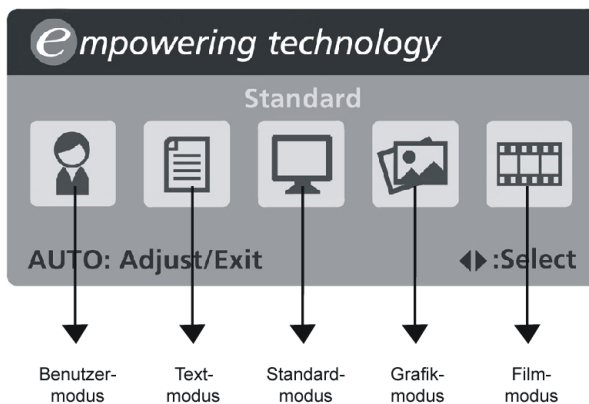 empowering technology
Standard
AUTO: Adjust/Exit ◀▶:Select
Benutzer-
modus
Text-
modus
Standard-
modus
Grafik-
modus
Film-
modus